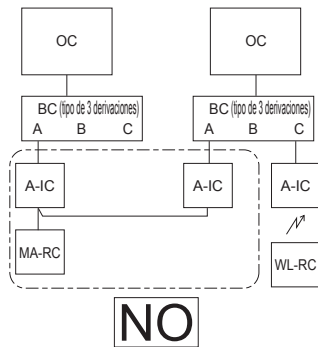 OC OC
BC (tipo de 3 derivaciones) BC (tipo de 3 derivaciones)
A B C A B C
A-IC A-IC A-IC
MA-RC WL-RC
NO